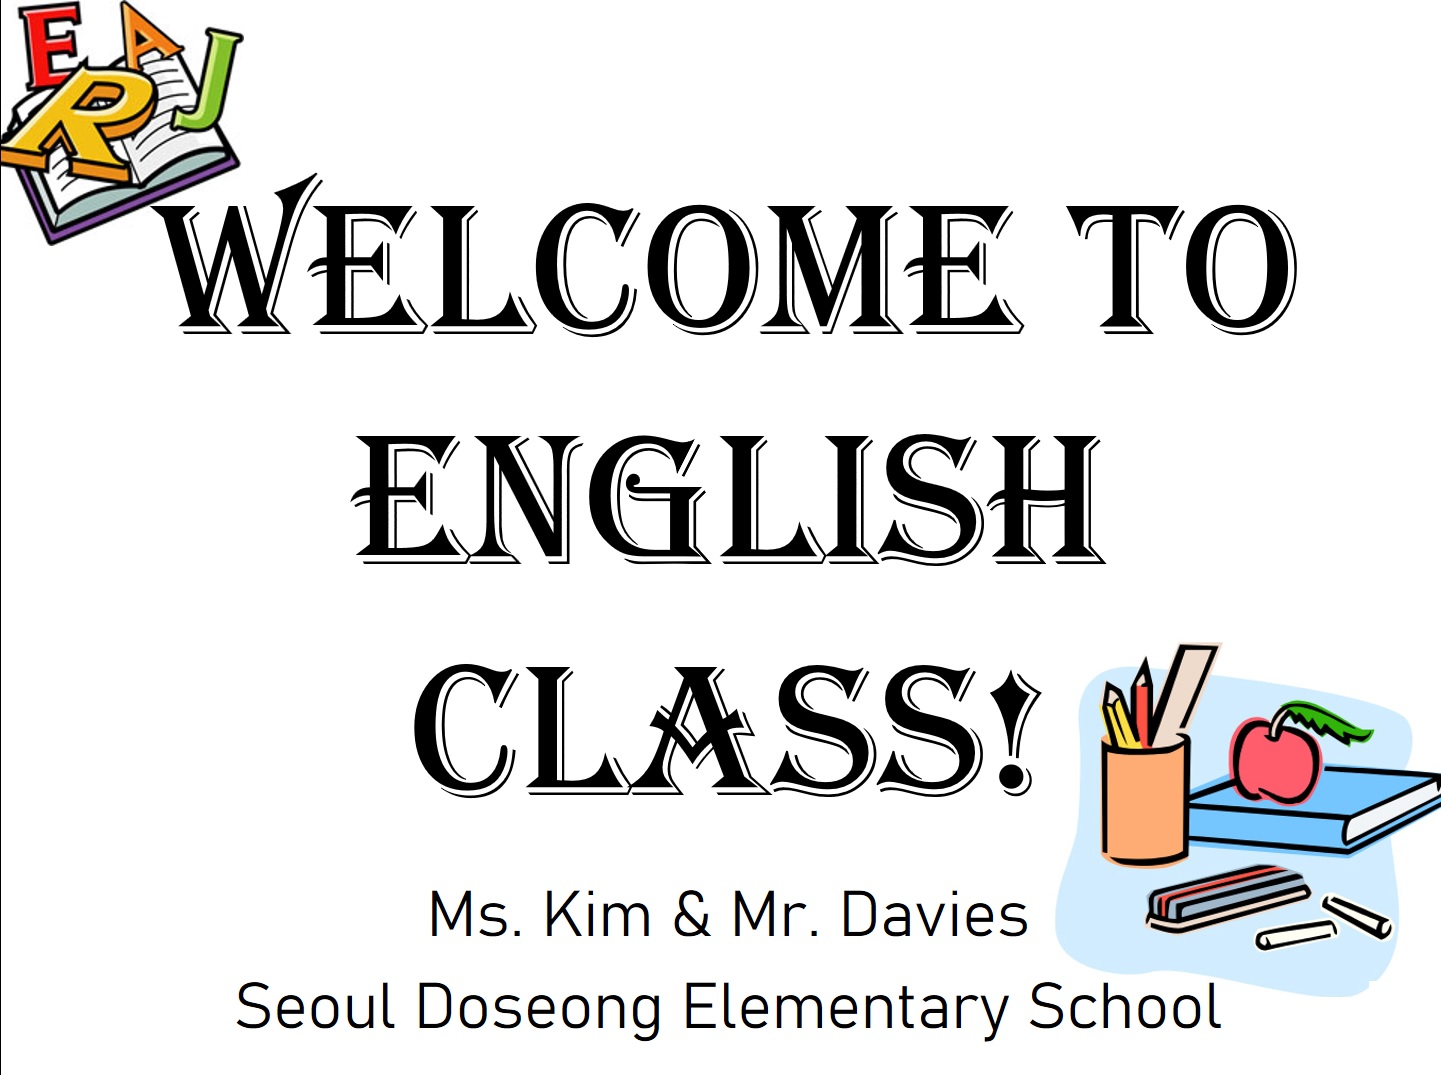 E A J
R
WELCOME TO
ENGLISH
CLASS!
Ms. Kim & Mr. Davies
Seoul Doseong Elementary School